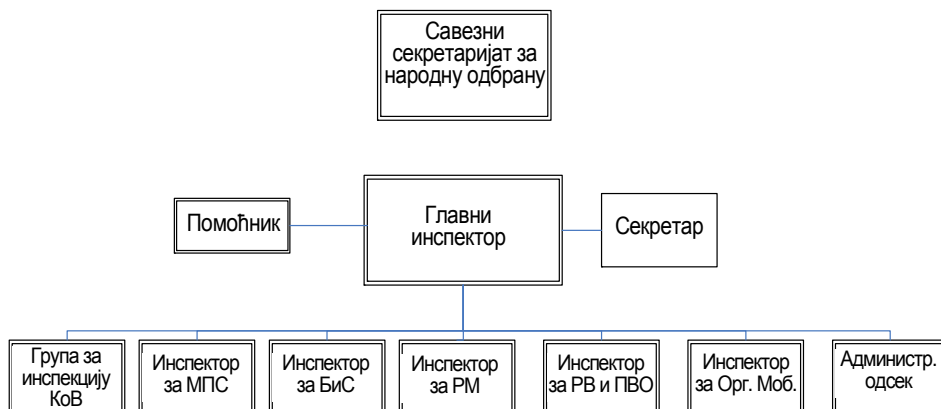 Савезни
секретаријат за
народну одбрану
Помоћник
Главни
инспектор
Секретар
Група за
инспекцију
КоВ
Инспектор
за МПС
Инспектор
за БиС
Инспектор
за РМ
Инспектор
за РВ и ПВО
Инспектор
за Орг. Моб.
Администр.
одсек